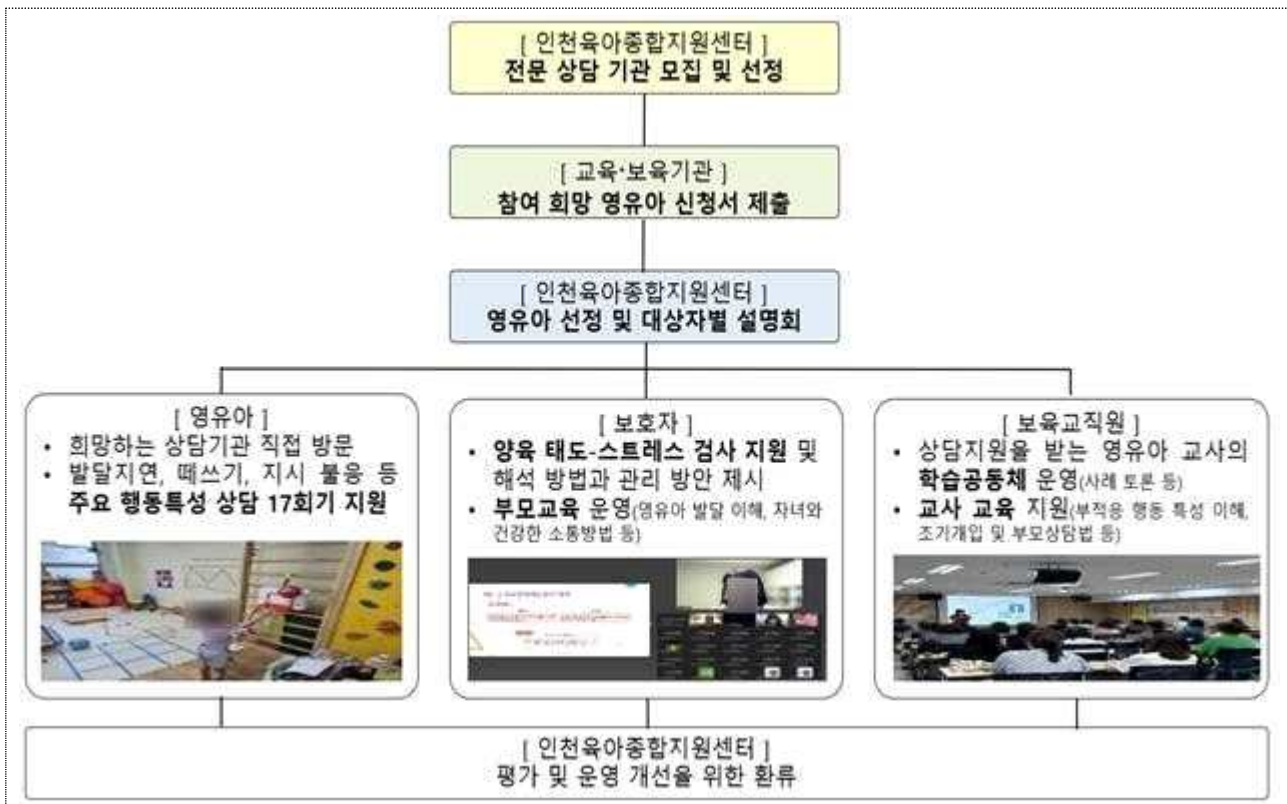 [ 인천육아종합지원센터 ]
전문 상담 기관 모집 및 선정
[ 교육·보육기관 ]
참여 희망 영유아 신청서 제출
[ 인천육아종합지원센터 ]
영유아 선정 및 대상자별 설명회
[ 영유아 ]
• 희망하는 상담기관 직접 방문
• 발달지연, 떼쓰기, 지시 불응 등
주요 행동특성 상담 17회기 지원
[ 보호자 ]
• 양육 태도-스트레스 검사 지원 및
해석 방법과 관리 방안 제시
• 부모교육 운영(영유아 발달 이해, 자녀와
건강한 소통방법 등)
[ 보육교직원 ]
• 상담지원을 받는 영유아 교사의
학습공동체 운영(사례 토론 등)
• 교사 교육 지원(부적응 행동 특성 이해,
조기개입 및 부모상담법 등)
[ 인천육아종합지원센터 ]
평가 및 운영 개선을 위한 환류